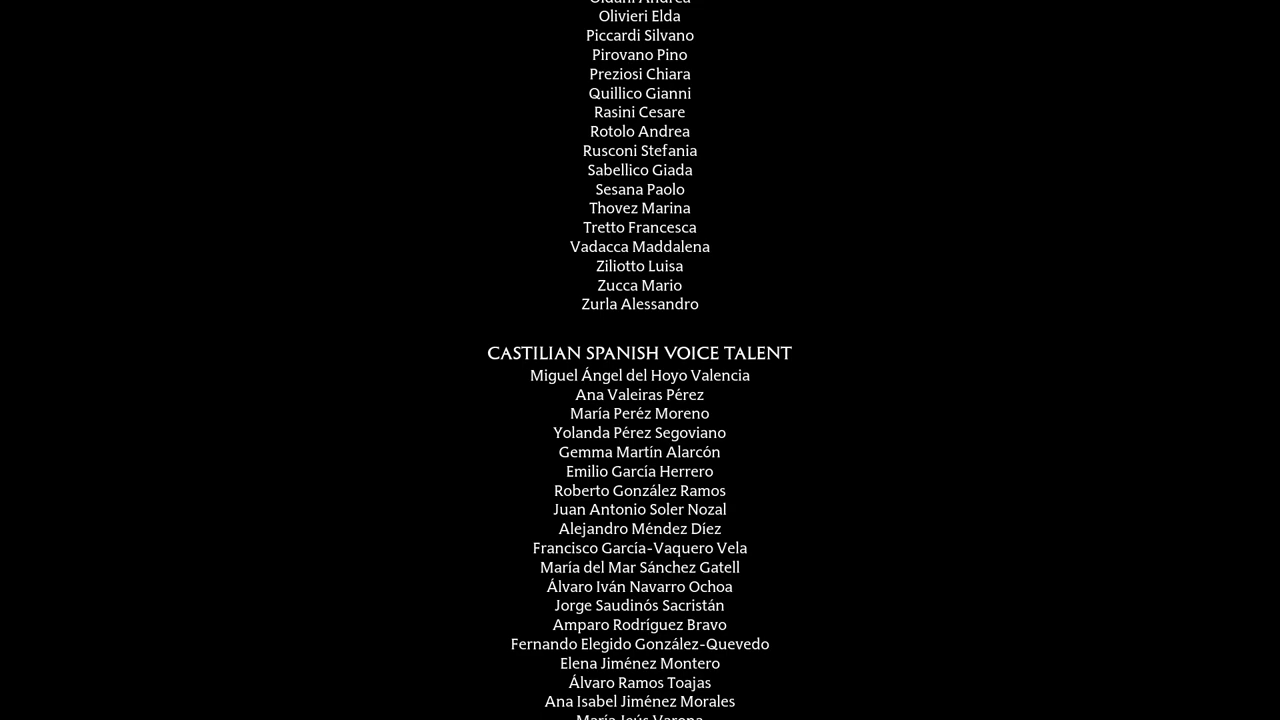 Olivieri Elda
Piccardi Silvano
Pirovano Pino
Preziosi Chiara
Quillico Gianni
Rasini Cesare
Rotolo Andrea
Rusconi Stefania
Sabellico Giada
Sesana Paolo
Thovez Marina
Tretto Francesca
Vadacca Maddalena
Ziliotto Luisa
Zucca Mario
Zurla Alessandro
CASTILIAN SPANISH VOICE TALENT
Miguel Ángel del Hoyo Valencia
Ana Valeiras Pérez
María Peréz Moreno
Yolanda Pérez Segoviano
Gemma Martín Alarcón
Emilio García Herrero
Roberto González Ramos
Juan Antonio Soler Nozal
Alejandro Méndez Díez
Francisco García-Vaquero Vela
María del Mar Sánchez Gatell
Álvaro Iván Navarro Ochoa
Jorge Saudinós Sacristán
Amparo Rodríguez Bravo
Fernando Elegido González-Quevedo
Elena Jiménez Montero
Álvaro Ramos Toajas
Ana Isabel Jiménez Morales